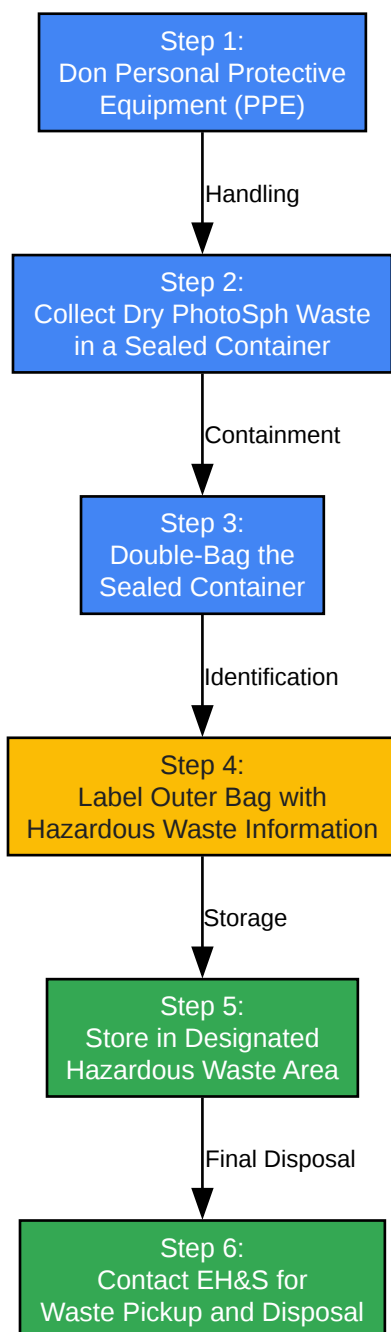 Step 1:
Don Personal Protective
Equipment (PPE)
Handling
Step 2:
Collect Dry PhotoSph Waste
in a Sealed Container
Containment
Step 3:
Double-Bag the
Sealed Container
Identification
Step 4:
Label Outer Bag with
Hazardous Waste Information
Storage
Step 5:
Store in Designated
Hazardous Waste Area
Final Disposal
Step 6:
Contact EH&S for
Waste Pickup and Disposal